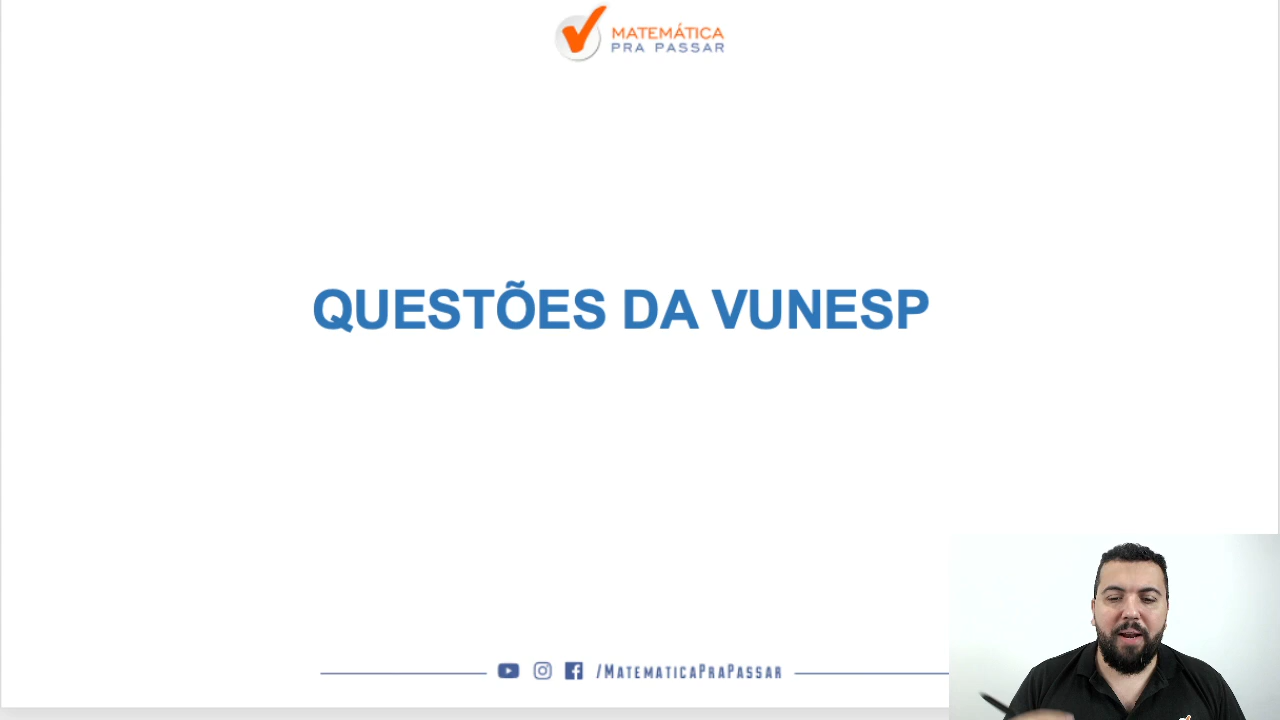 MATEMÁTICA
PRA PASSAR
QUESTÕES DA VUNESP
/MATEMATICAPRAPASSAR